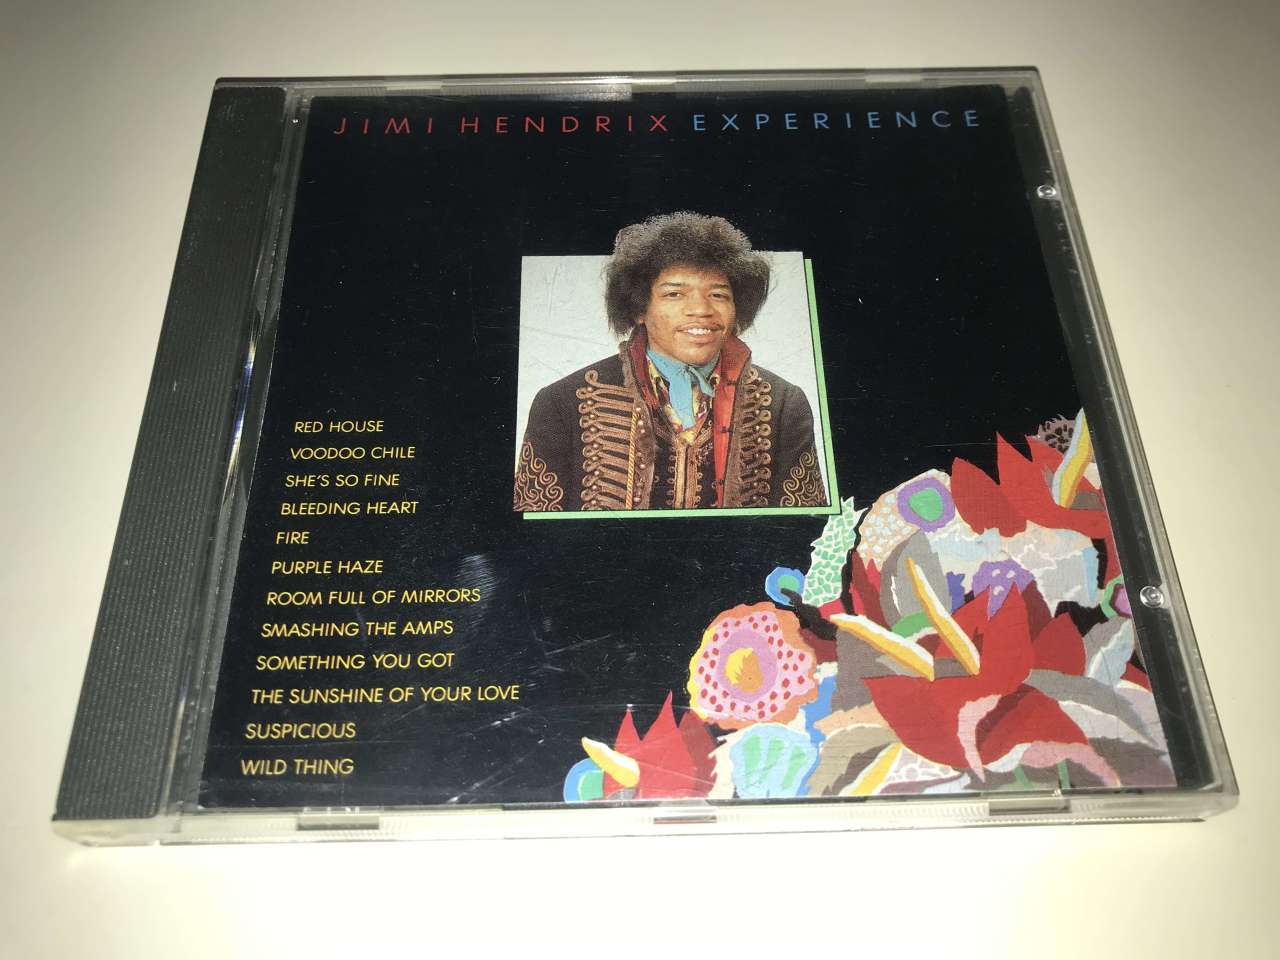 JIMI HENDRIX EXPERIENCE
RED HOUSE
VOODOO CHILE
SHE'S SO FINE
BLEEDING HEART
FIRE
PURPLE HAZE
ROOM FULL OF MIRRORS
SMASHING THE AMPS
SOMETHING YOU GOT
THE SUNSHINE OF YOUR LOVE
SUSPICIOUS
WILD THING